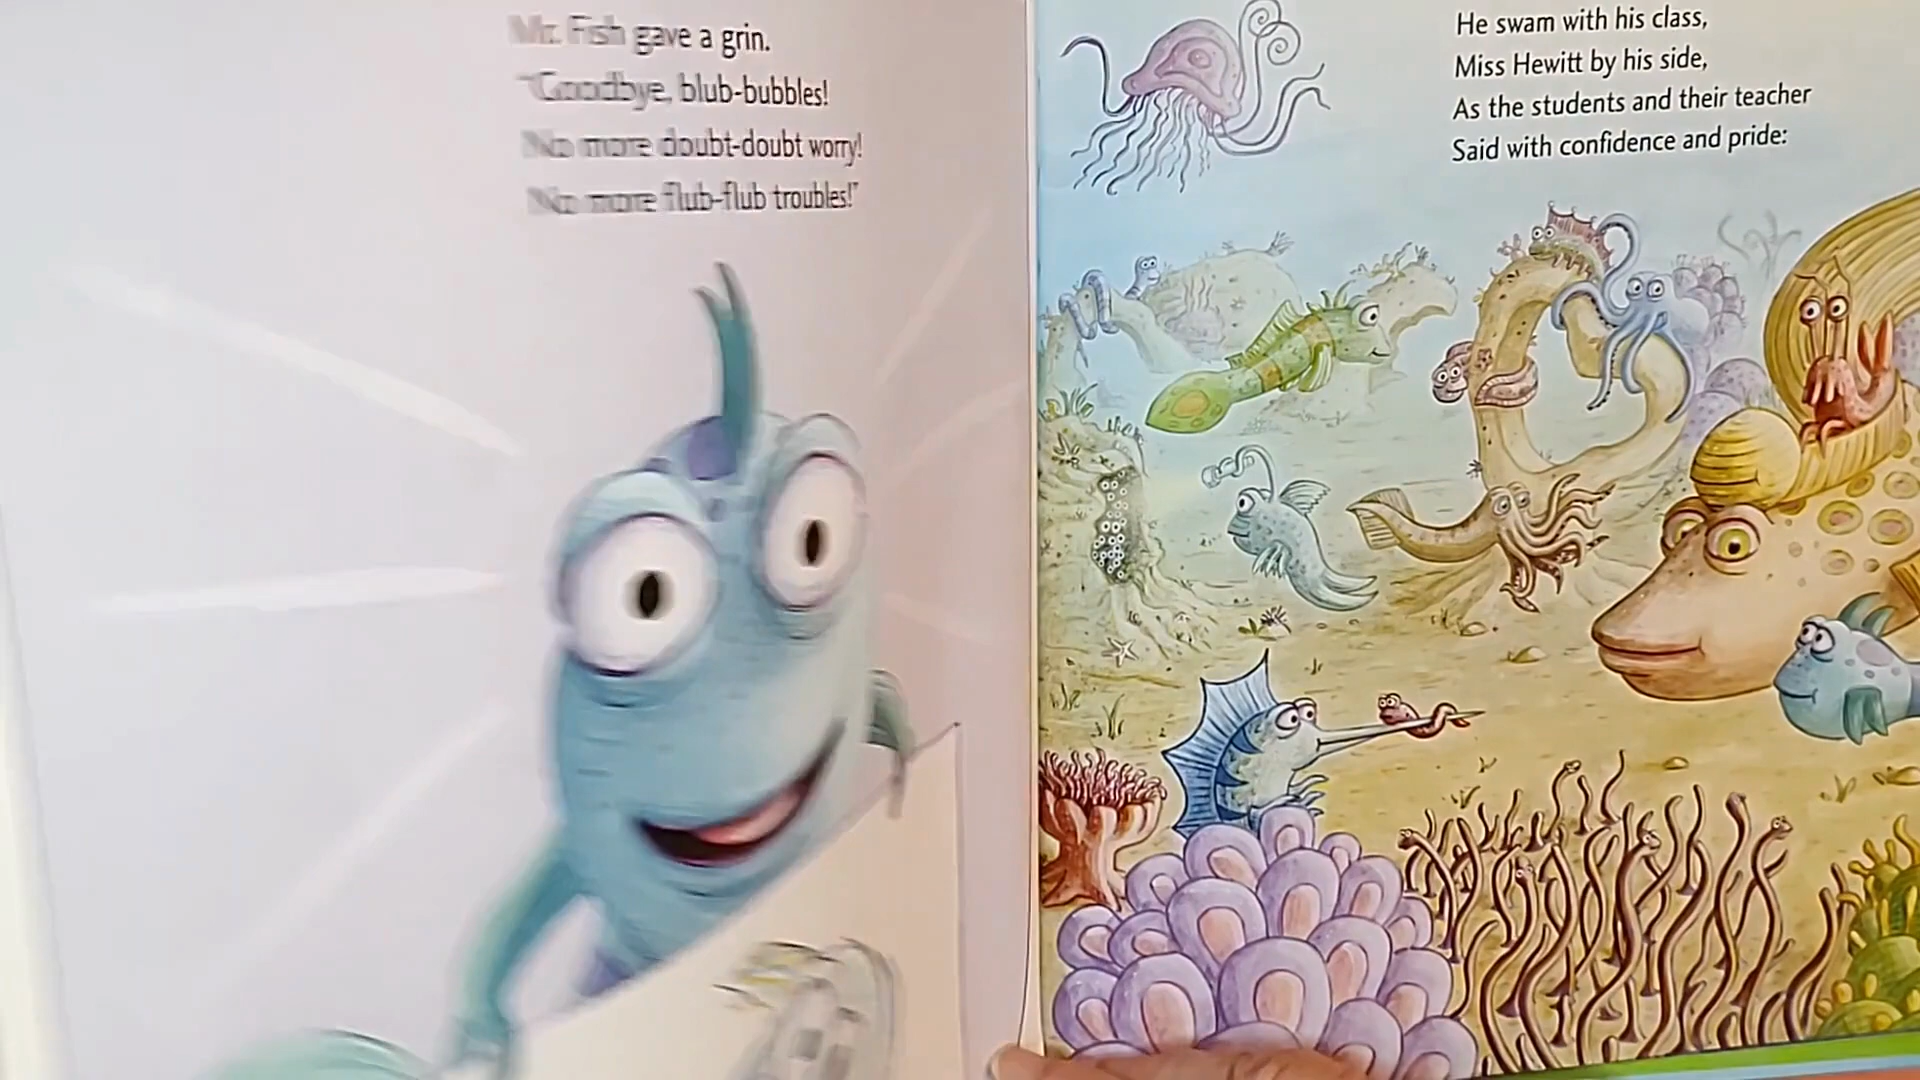 Mr. Fish gave a grin.
"Goodbye, blub-bubbles!
No more doubt-doubt worry!
No more flub-flub troubles!"
He swam with his class,
Miss Hewitt by his side,
As the students and their teacher
Said with confidence and pride: